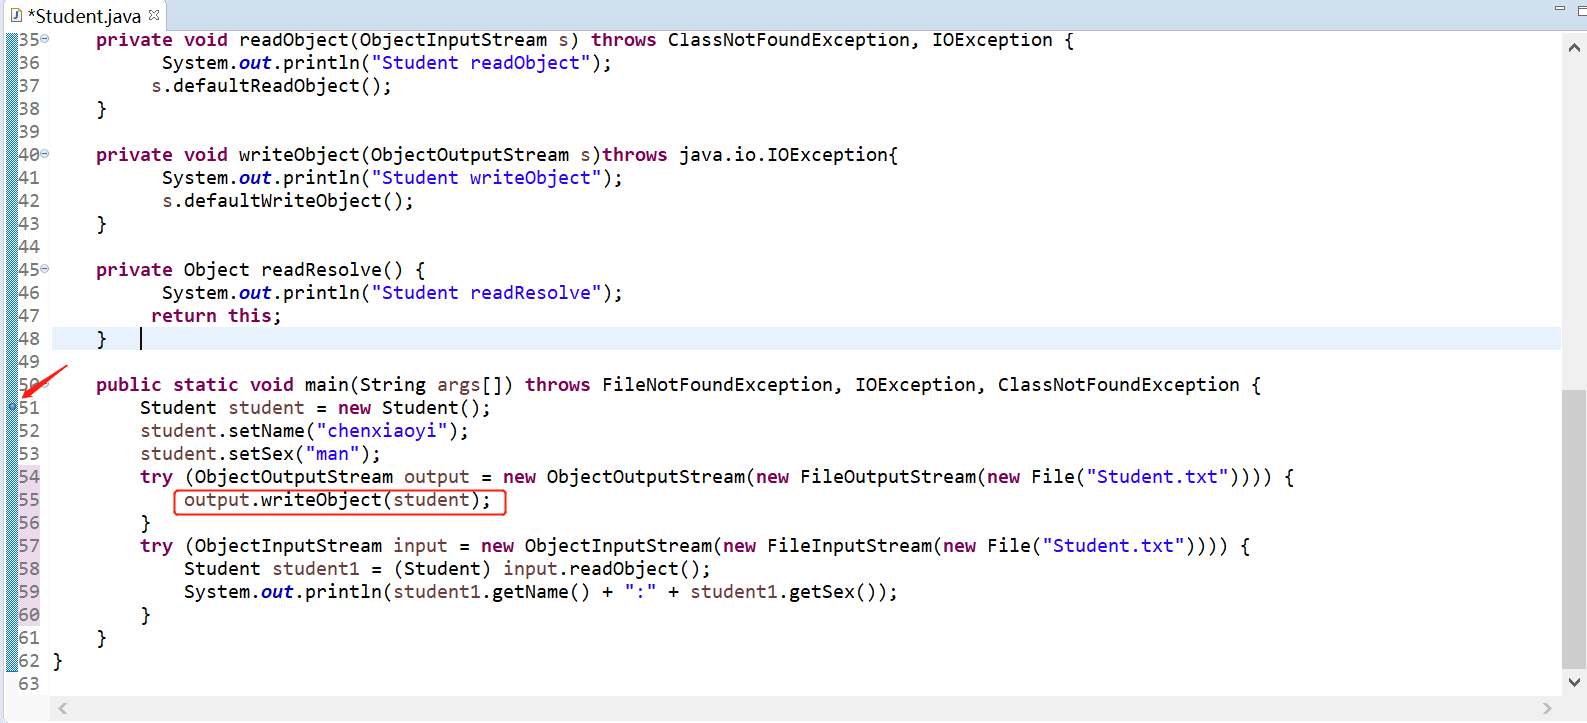 *Student.java
35 private void readObject(ObjectInputStream s) throws ClassNotFoundException, IOException {
36 System.out.println("Student readObject");
37 s.defaultReadObject();
38 }
39
40 private void writeObject(ObjectOutputStream s)throws java.io.IOException{
41 System.out.println("Student writeObject");
42 s.defaultWriteObject();
43 }
44
45 private Object readResolve() {
46 System.out.println("Student readResolve");
47 return this;
48 }
49
50 public static void main(String args[]) throws FileNotFoundException, IOException, ClassNotFoundException {
51 Student student = new Student();
52 student.setName("chenxiaoyi");
53 student.setSex("man");
54 try (ObjectOutputStream output = new ObjectOutputStream(new FileOutputStream(new File("Student.txt")))) {
55 output.writeObject(student);
56 }
57 try (ObjectInputStream input = new ObjectInputStream(new FileInputStream(new File("Student.txt")))) {
58 Student student1 = (Student) input.readObject();
59 System.out.println(student1.getName() + ":" + student1.getSex());
60 }
61 }
62 }
63